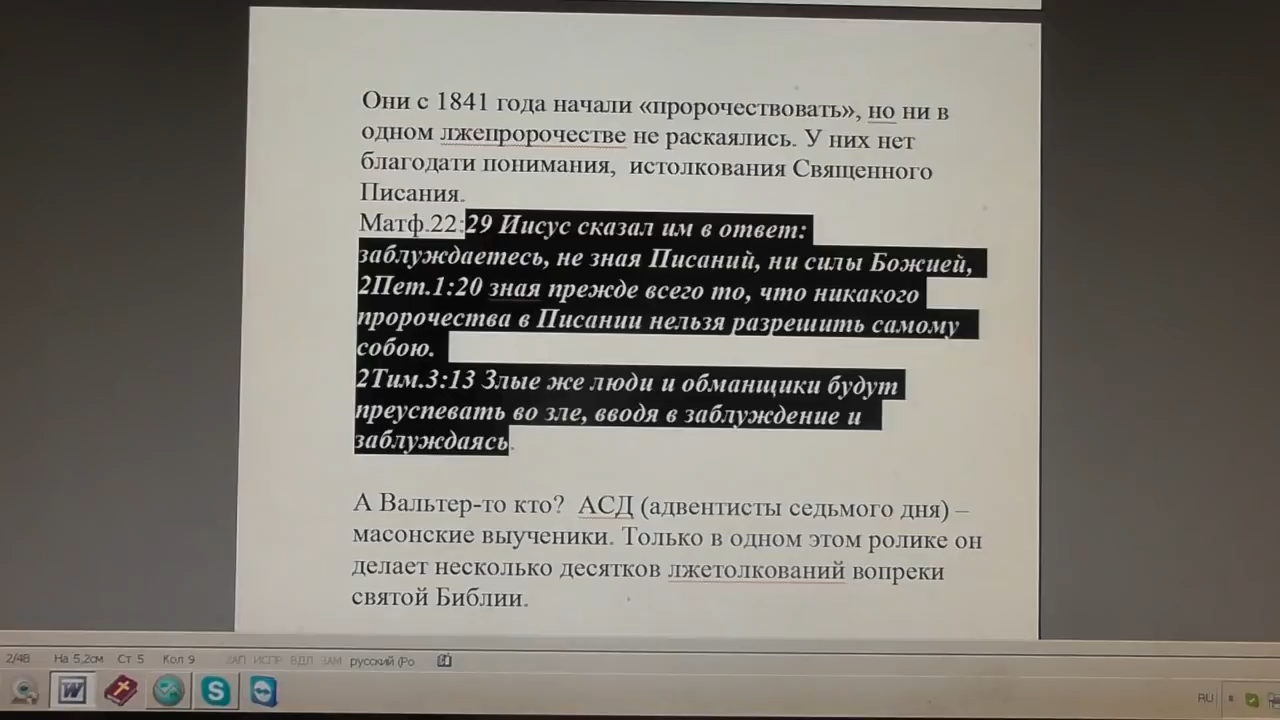 Они с 1841 года начали «пророчествовать», но ни в
одном лжепророчестве не раскаялись. У них нет
благодати понимания, истолкования Священного
Писания.
Матф.22:29 Иисус сказал им в ответ:
заблуждаетесь, не зная Писаний, ни силы Божией,
2Пет.1:20 зная прежде всего то, что никакого
пророчества в Писании нельзя разрешить самому
собою.
2Тим.3:13 Злые же люди и обманщики будут
преуспевать во зле, вводя в заблуждение и
заблуждаясь.
А Вальтер-то кто? АСД (адвентисты седьмого дня) –
масонские выученики. Только в одном этом ролике он
делает несколько десятков лжетолкований вопреки
святой Библии.
2/48 На 5,2см Ст 5 Кол 9 ЗАП ИСПР ВДЛ ЗАМ русский (Ро
RU